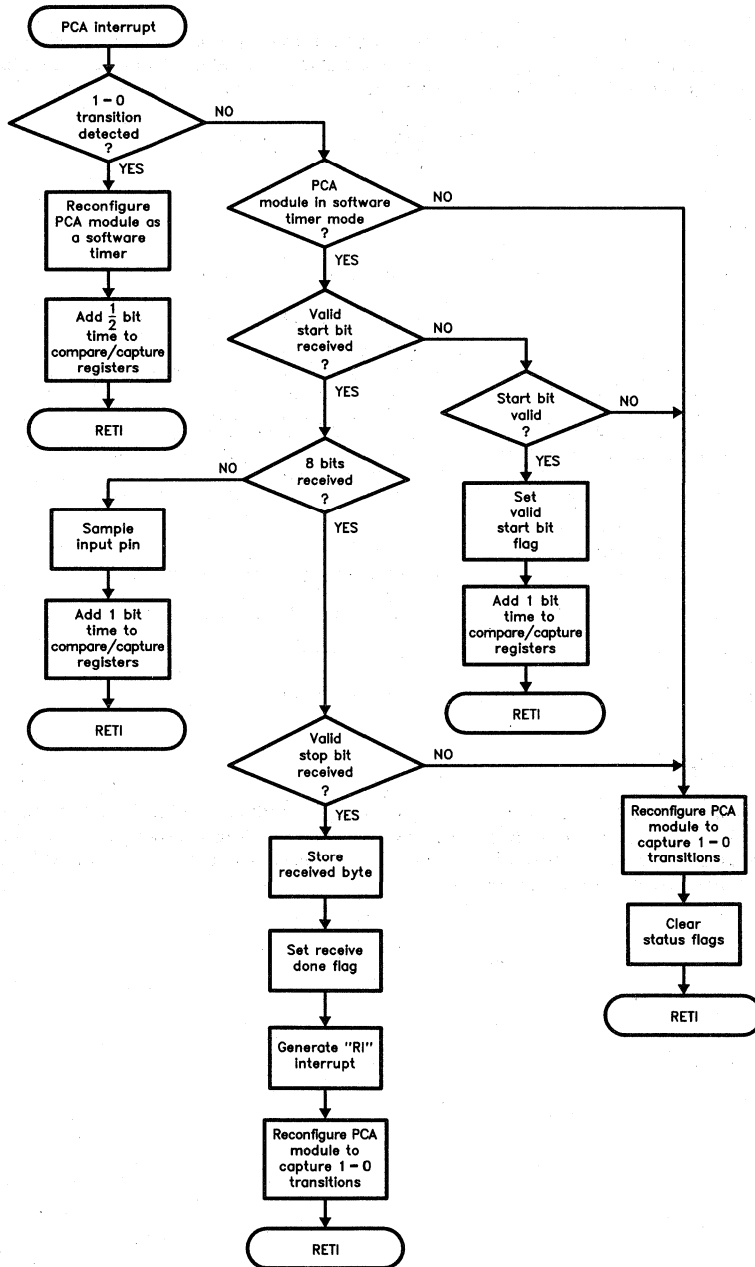 PCA interrupt
1-0
transition
detected
?
NO
YES
Reconfigure
PCA module as
a software
timer
Add 1/2 bit
time to
compare/capture
registers
RETI
PCA
module in software
timer mode
?
NO
YES
Valid
start bit
received
?
NO
YES
Start bit
valid
?
NO
YES
Set
valid
start bit
flag
Add 1 bit
time to
compare/capture
registers
RETI
8 bits
received
?
NO
YES
Sample
input pin
Add 1 bit
time to
compare/capture
registers
RETI
Valid
stop bit
received
?
NO
YES
Store
received byte
Set receive
done flag
Generate "RI"
interrupt
Reconfigure PCA
module to
capture 1-0
transitions
RETI
Reconfigure PCA
module to
capture 1-0
transitions
Clear
status flags
RETI